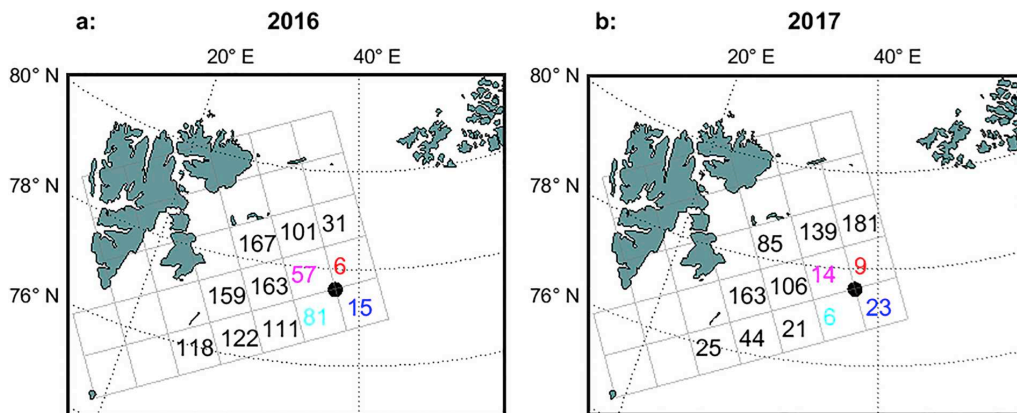 a: 2016
20° E 40° E
80° N
78° N
76° N
167 101 31
159 163 57 6
118 122 111 81 15
b: 2017
20° E 40° E
80° N
78° N
76° N
85 139 181
163 106 14 9
25 44 21 6 23